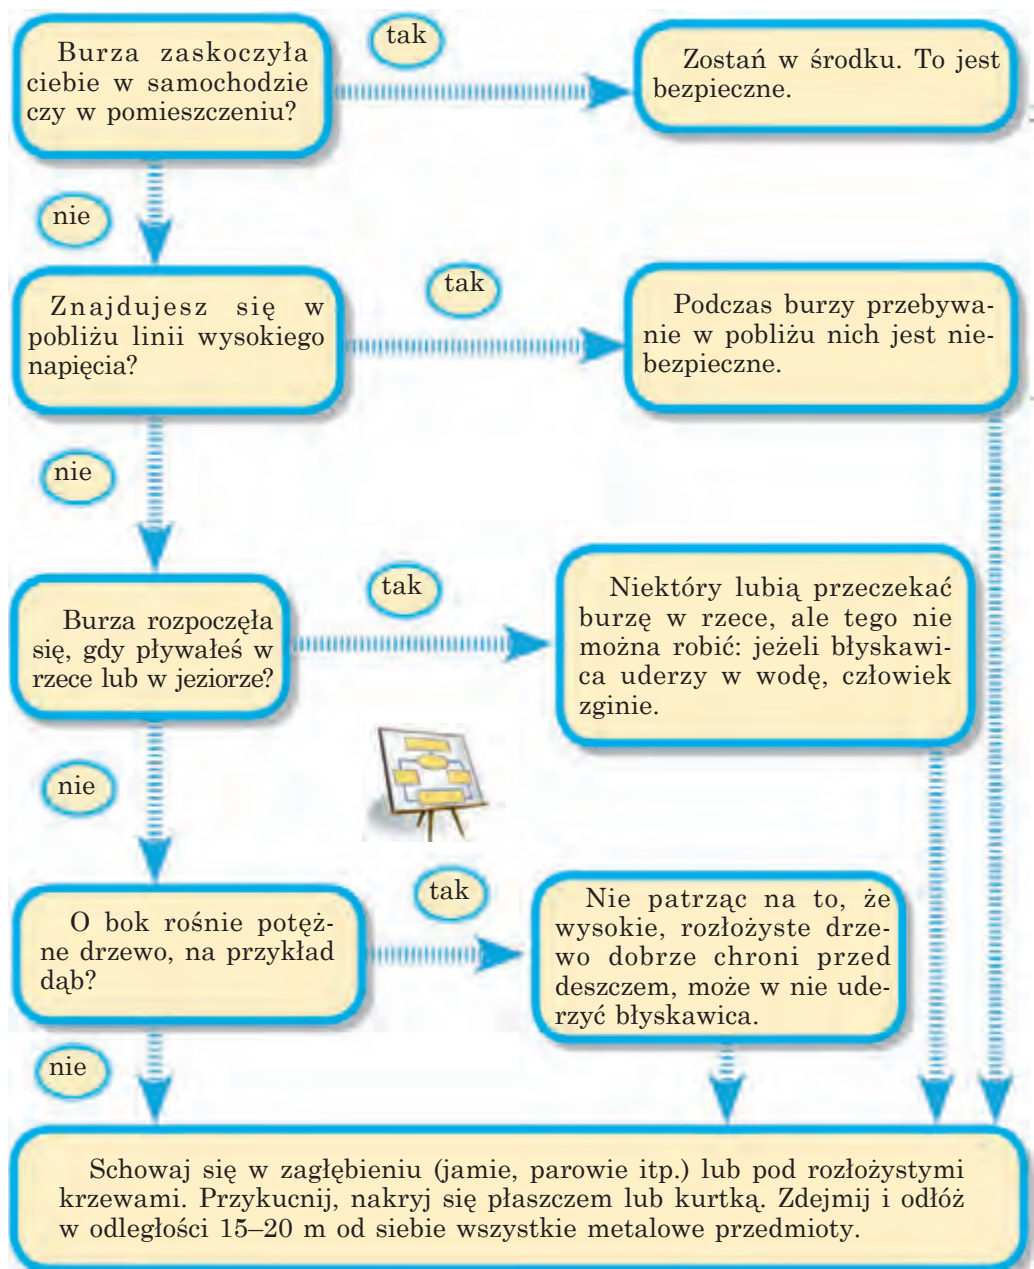 Burza zaskoczyła
ciebie w samochodzie
czy w pomieszczeniu?
tak
Zostań w środku. To jest
bezpieczne.
nie
Znajdujesz się w
pobliżu linii wysokiego
napięcia?
tak
Podczas burzy przebywa-
nie w pobliżu nich jest nie-
bezpieczne.
nie
Burza rozpoczęła
się, gdy pływałeś w
rzece lub w jeziorze?
tak
Niektóry lubią przeczekać
burzę w rzece, ale tego nie
można robić: jeżeli błyskawi-
ca uderzy w wodę, człowiek
zginie.
nie
O bok rośnie potęż-
ne drzewo, na przykład
dąb?
tak
Nie patrząc na to, że
wysokie, rozłożyste drze-
wo dobrze chroni przed
deszczem, może w nie ude-
rzyć błyskawica.
nie
Schowaj się w zagłębieniu (jamie, parowie itp.) lub pod rozłożystymi
krzewami. Przykucnij, nakryj się płaszczem lub kurtką. Zdejmij i odłóż
w odległości 15–20 m od siebie wszystkie metalowe przedmioty.